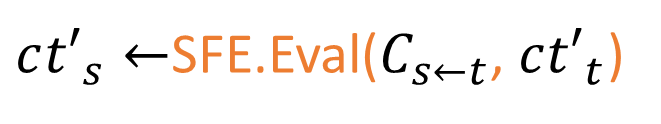 ct'ₛ ←SFE.Eval(Cₛ←ₜ, ct'ₜ)